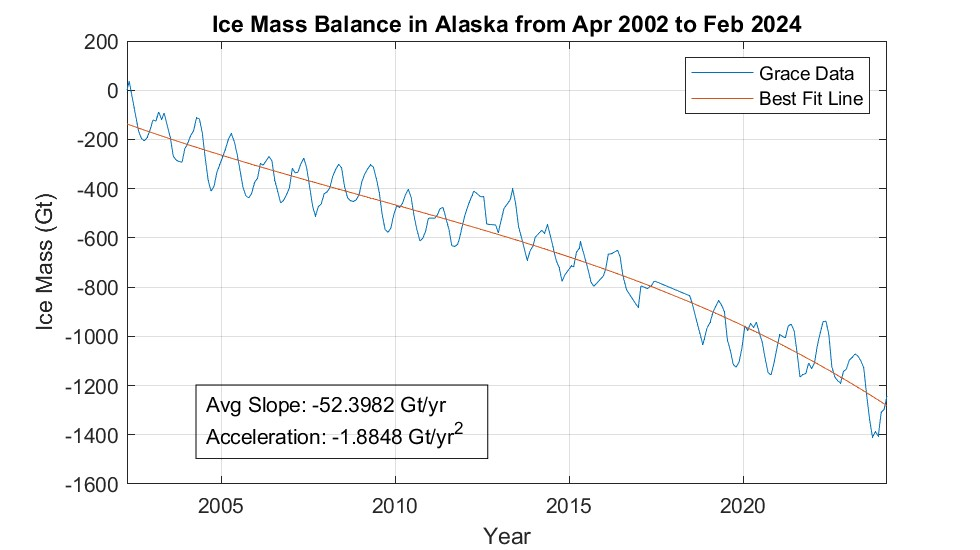 Ice Mass Balance in Alaska from Apr 2002 to Feb 2024
200
0
-200
-400
-600
-800
-1000
-1200
-1400
-1600
Ice Mass (Gt)
Grace Data
Best Fit Line
Avg Slope: -52.3982 Gt/yr
Acceleration: -1.8848 Gt/yr²
2005 2010 2015 2020
Year